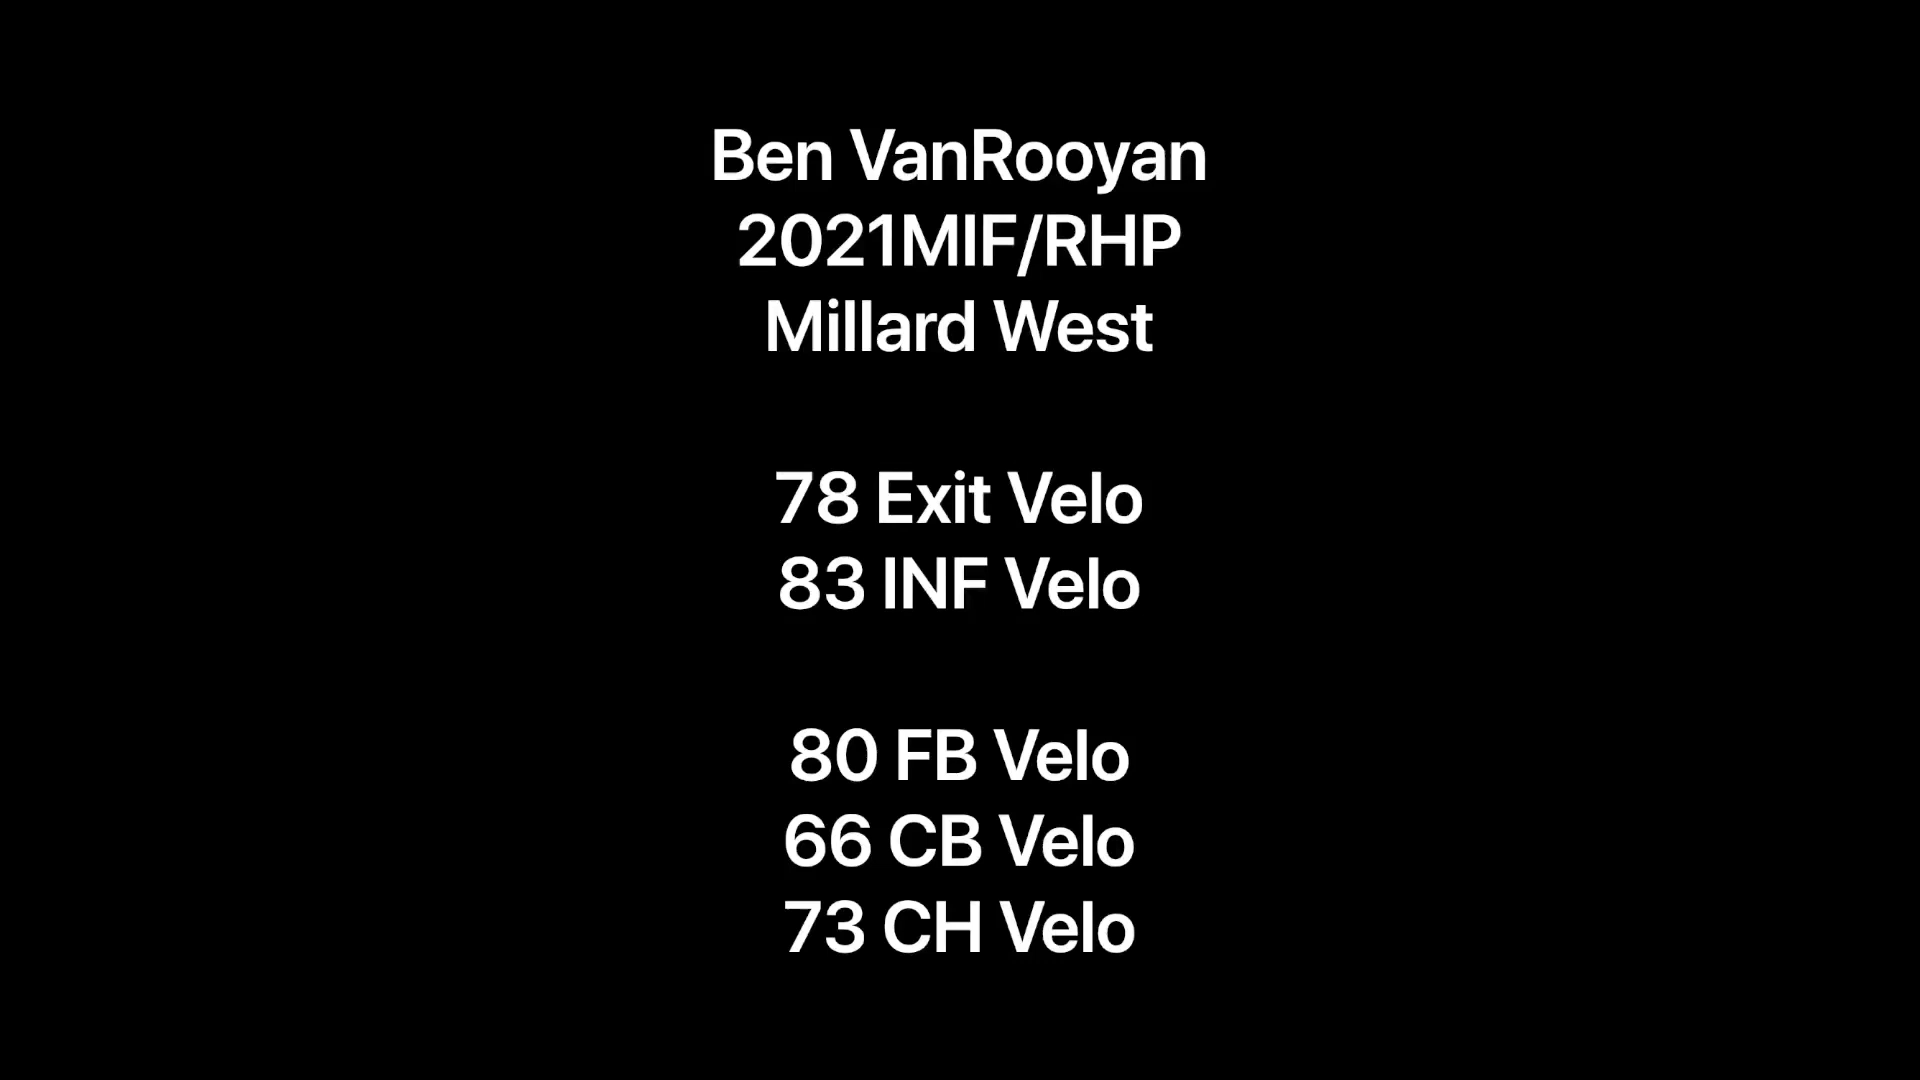 Ben VanRooyan
2021MIF/RHP
Millard West
78 Exit Velo
83 INF Velo
80 FB Velo
66 CB Velo
73 CH Velo